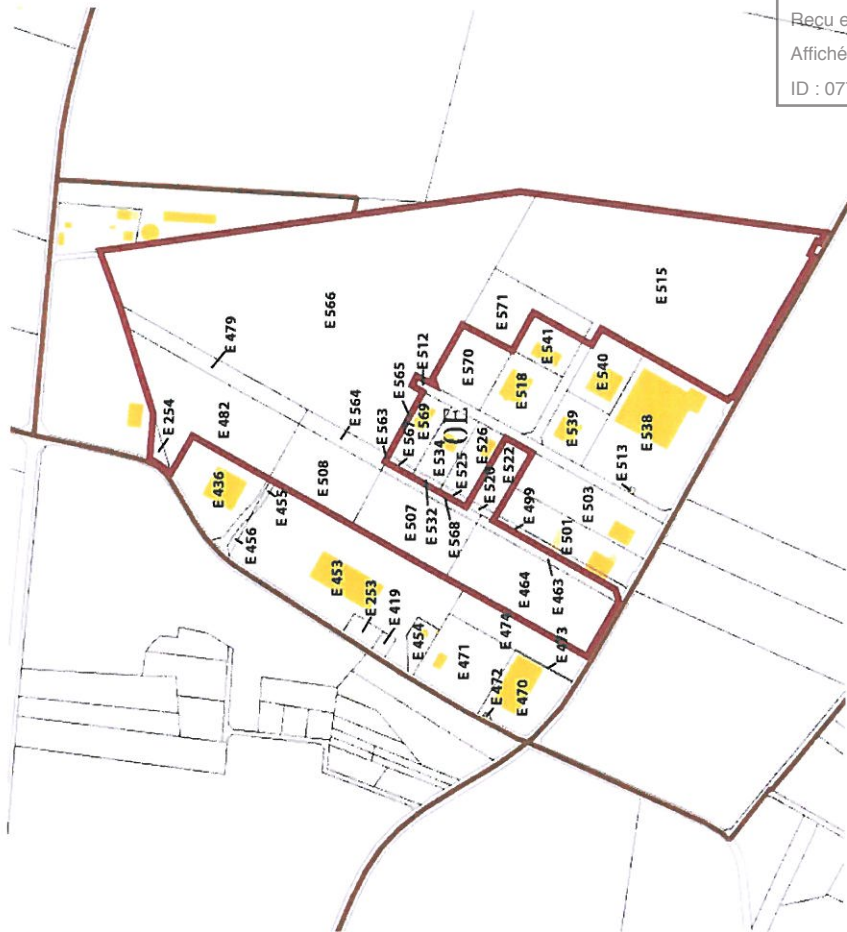 Reçu e
Affiché
ID : 07
E 254
E 482
E 479
E 566
E 436
E 455
E 456
E 508
E 564
E 563
E 565
E 512
E 567
E 569
E 570
E 571
E 515
E 541
E 518
E 540
E 539
E 538
E 513
E 534
OE
E 526
E 525
E 520
E 522
E 532
E 568
E 507
E 499
E 503
E 501
E 463
E 464
E 453
E 253
E 419
E 454
E 474
E 473
E 471
E 472
E 470